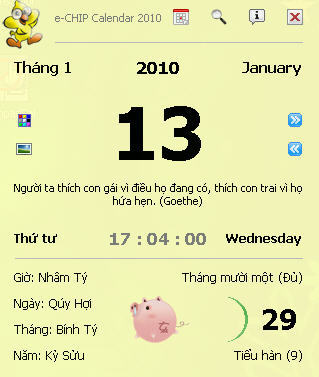 e-CHIP Calendar 2010
Tháng 1 2010 January
13
Người ta thích con gái vì điều họ đang có, thích con trai vì họ
hứa hẹn. (Goethe)
Thứ tư 17 : 04 : 00 Wednesday
Giờ: Nhâm Tý Tháng mười một (Đủ)
Ngày: Qúy Hợi
29
Tháng: Bính Tý
Năm: Kỷ Sửu Tiểu hàn (9)